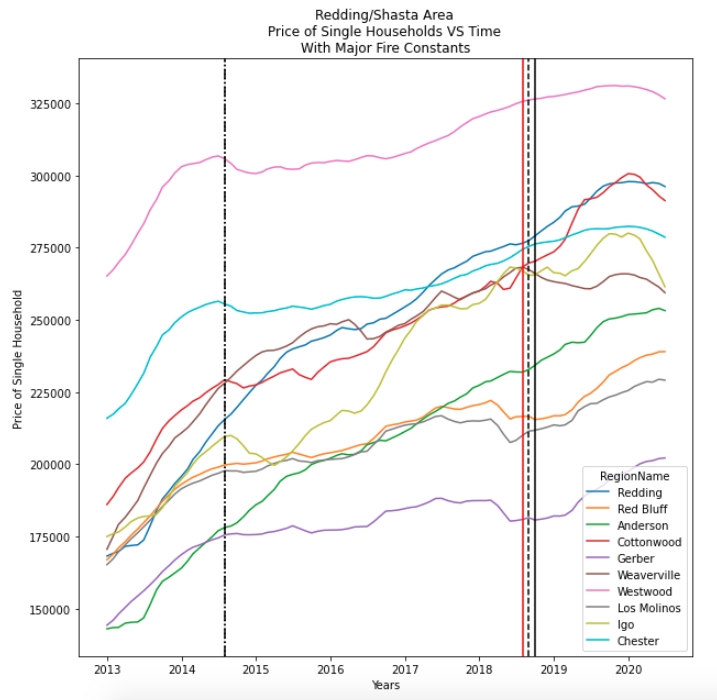 Redding/Shasta Area
Price of Single Households VS Time
With Major Fire Constants
Price of Single Household
325000
300000
275000
250000
225000
200000
175000
150000
RegionName
Redding
Red Bluff
Anderson
Cottonwood
Gerber
Weaverville
Westwood
Los Molinos
Igo
Chester
2013 2014 2015 2016 2017 2018 2019 2020
Years